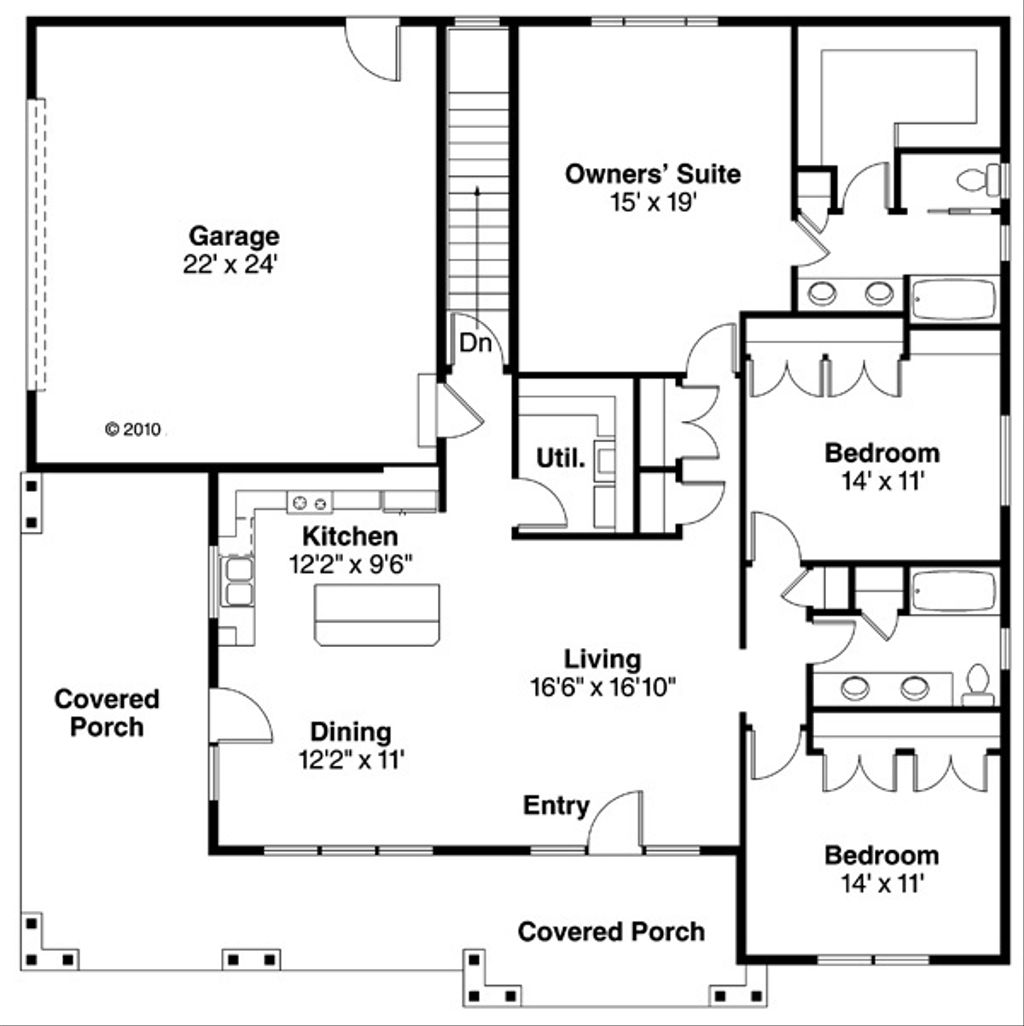 Owners' Suite
15' x 19'
Garage
22' x 24'
Dn
© 2010
Util.
Bedroom
14' x 11'
Kitchen
12'2" x 9'6"
Living
16'6" x 16'10"
Covered
Porch
Dining
12'2" x 11'
Entry
Bedroom
14' x 11'
Covered Porch